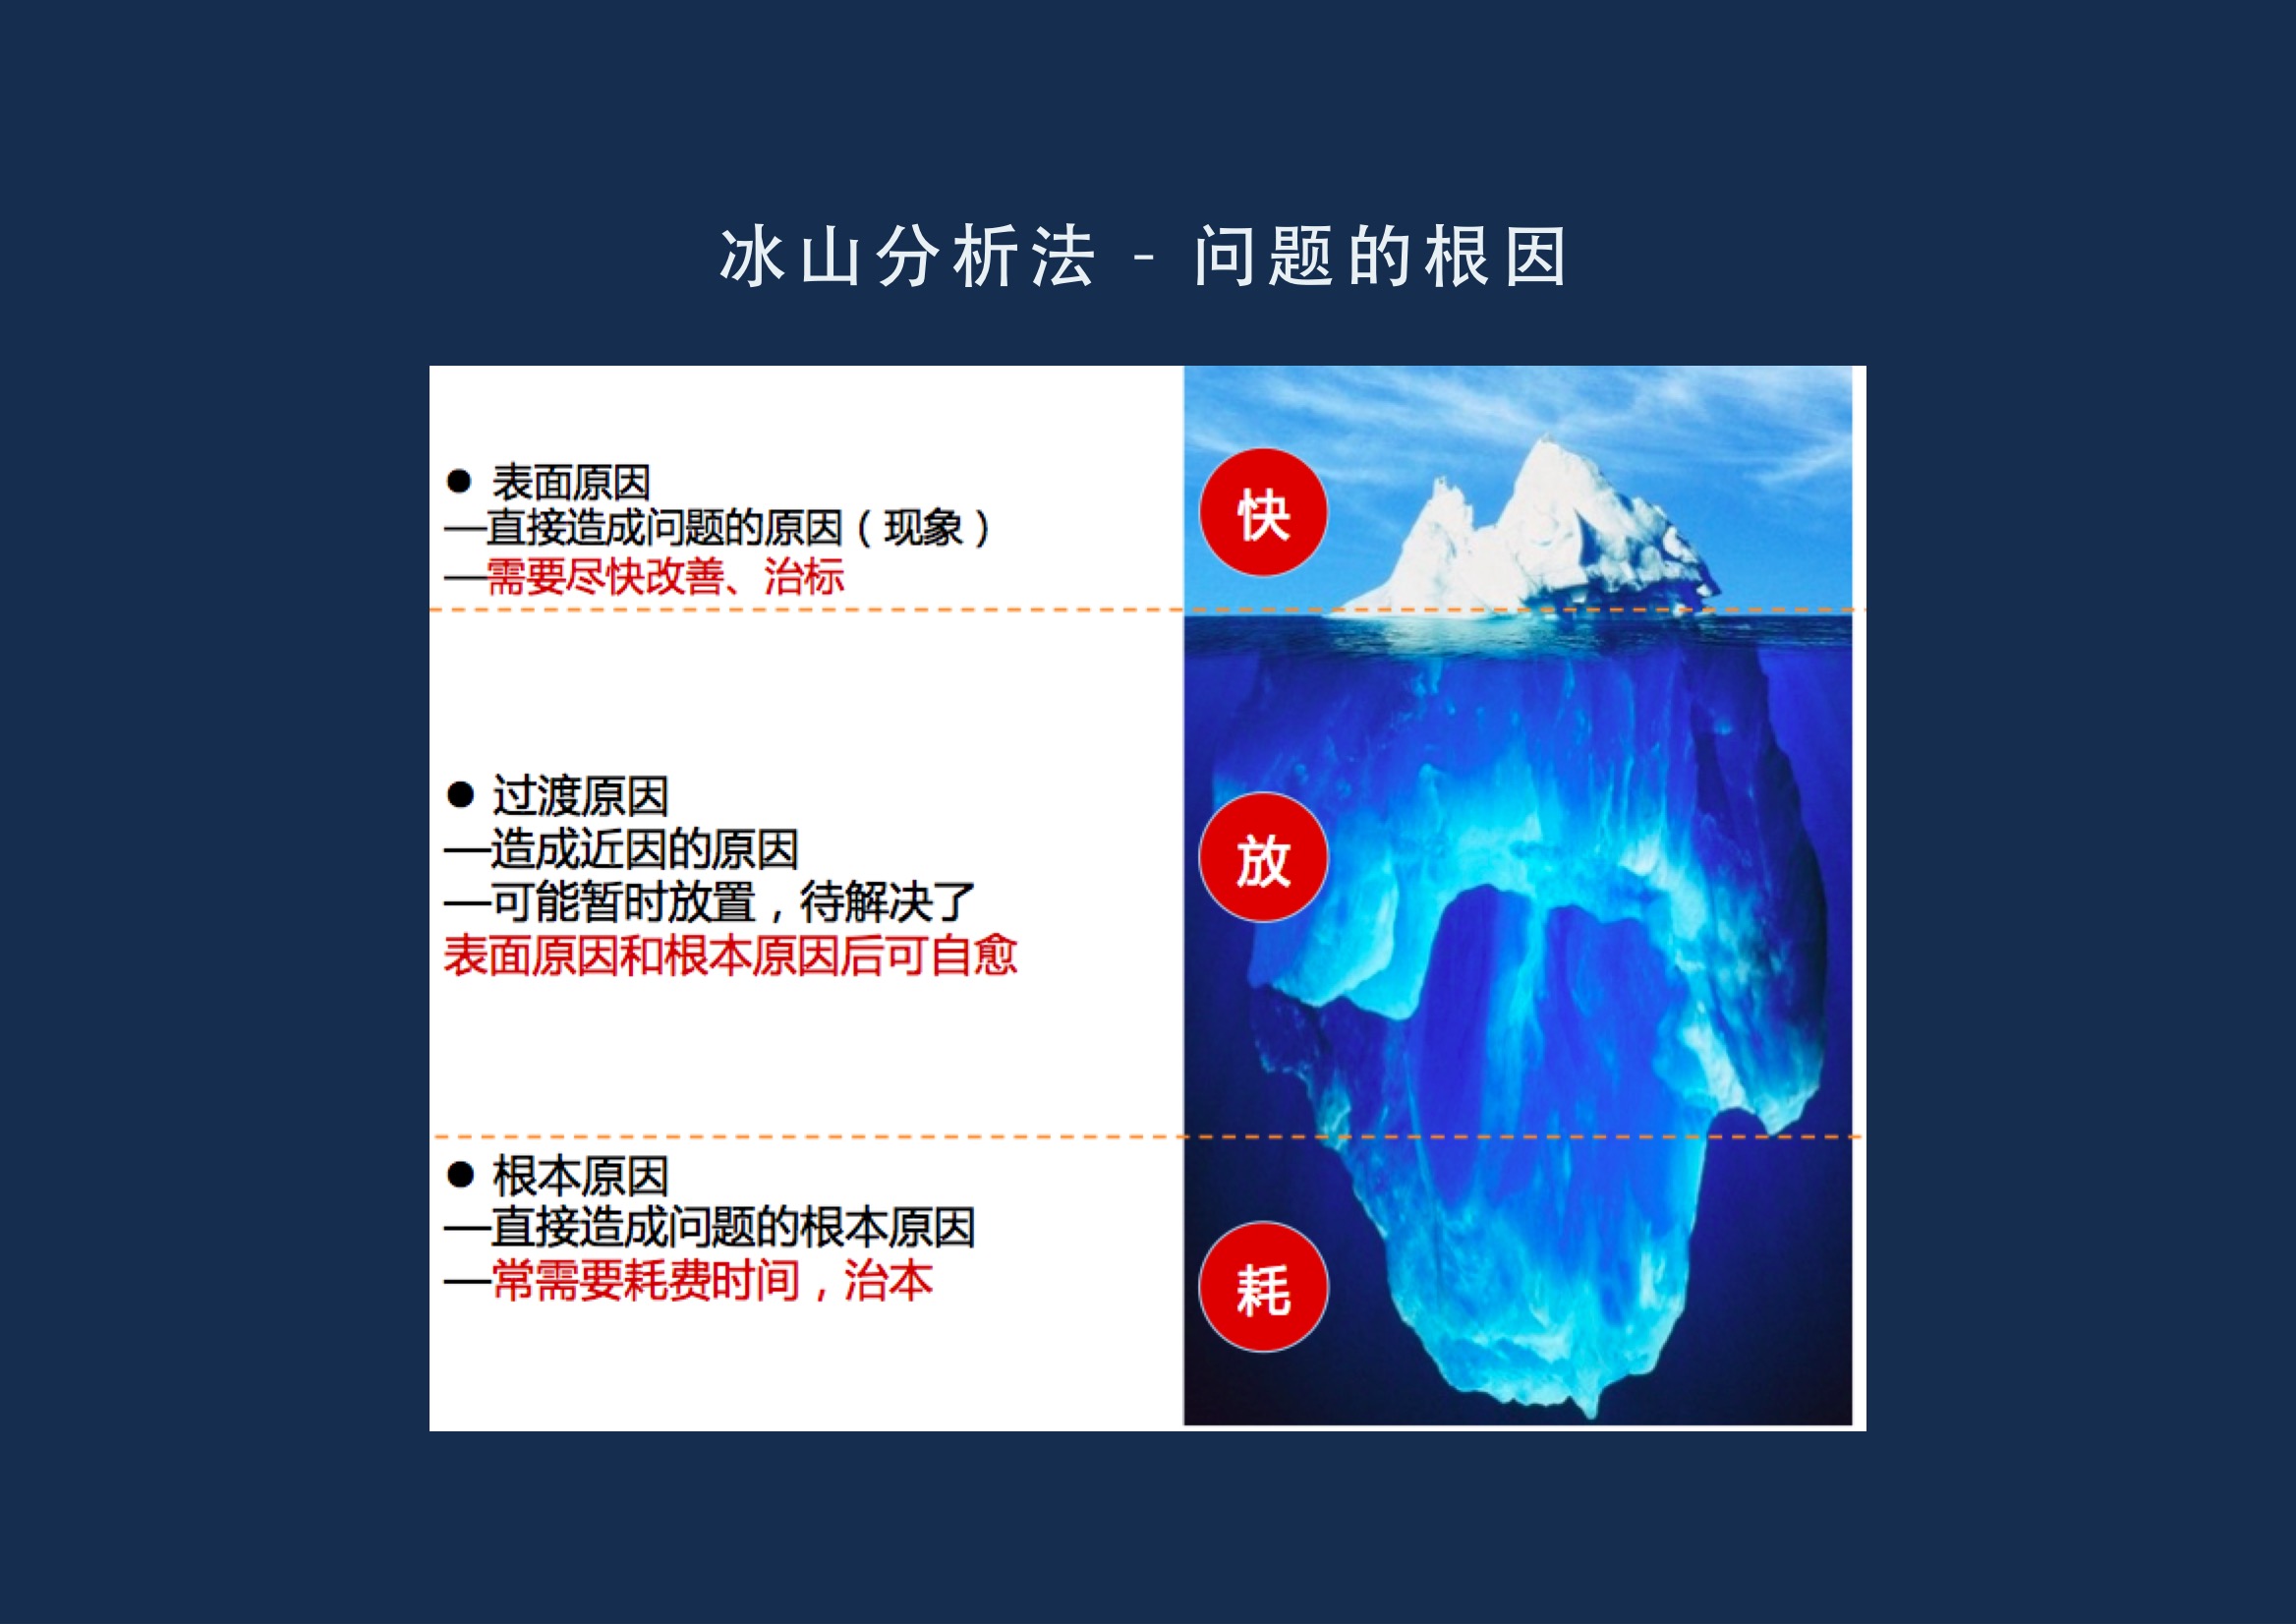 冰山分析法 - 问题的根因
● 表面原因
—直接造成问题的原因（现象）
—需要尽快改善、治标
快
● 过渡原因
—造成近因的原因
—可能暂时放置，待解决了
表面原因和根本原因后可自愈
放
● 根本原因
—直接造成问题的根本原因
—常需要耗费时间，治本
耗